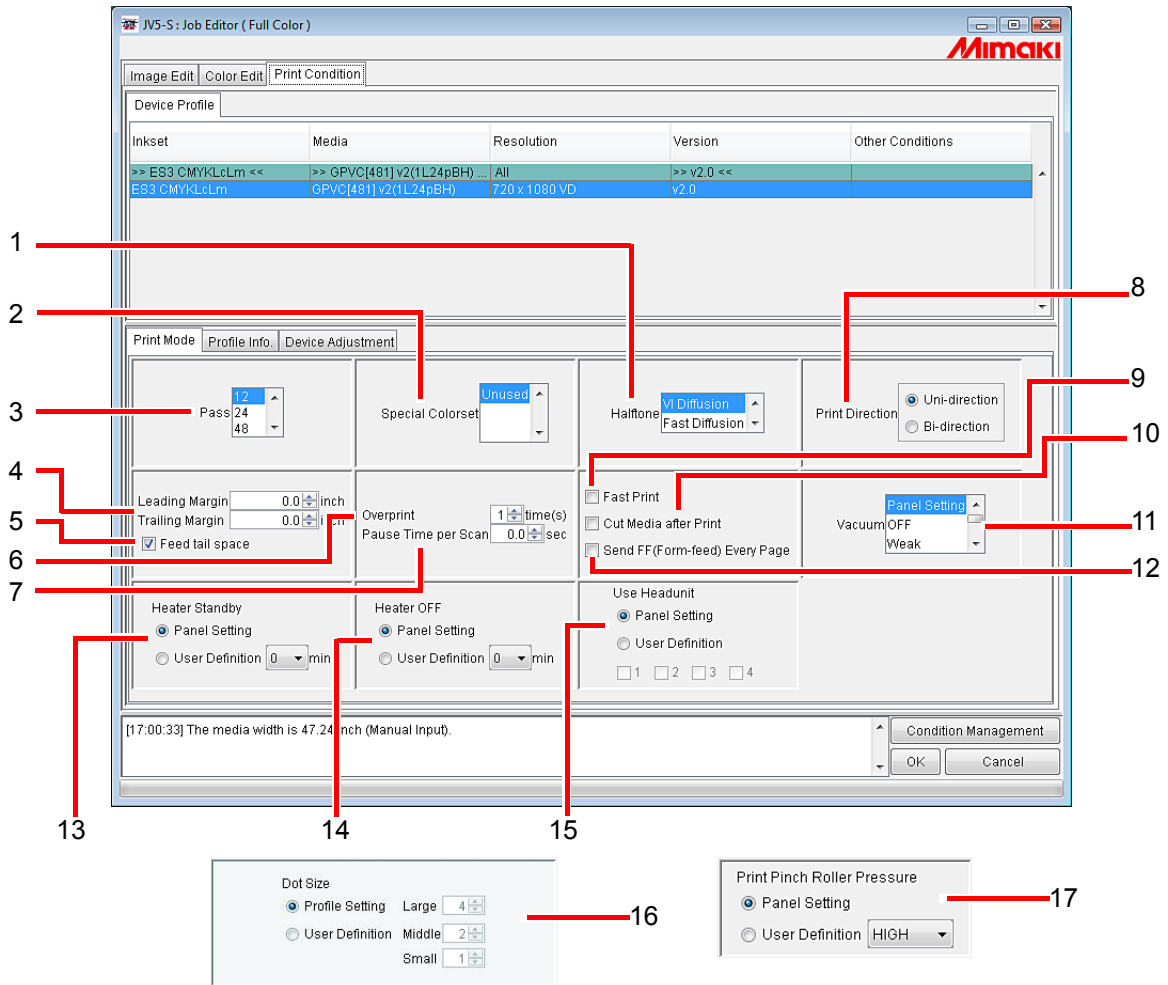 JV5-S : Job Editor ( Full Color )
Mimaki
Image Edit Color Edit Print Condition
Device Profile
Inkset Media Resolution Version Other Conditions
>> ES3 CMYKLcLm << >> GPVC[481] v2(1L24pBH) ... All >> v2.0 <<
ES3 CMYKLcLm GPVC[481] v2(1L24pBH) 720 x 1080 VD v2.0
1
2
8
Print Mode Profile Info. Device Adjustment
3
Pass 12
24
48
Special Colorset Unused
Halftone VI Diffusion
Fast Diffusion
Print Direction Uni-direction
Bi-direction
9
10
4
5
6
7
Leading Margin 0.0 inch
Trailing Margin 0.0
Feed tail space
Overprint 1 time(s)
Pause Time per Scan 0.0 sec
Fast Print
Cut Media after Print
Send FF(Form-feed) Every Page
Vacuum Panel Setting
OFF
Weak
11
12
Heater Standby
Panel Setting
User Definition 0 min
Heater OFF
Panel Setting
User Definition 0 min
Use Headunit
Panel Setting
User Definition
1 2 3 4
[17:00:33] The media width is 47.24 (Manual Input).
Condition Management
OK Cancel
13 14 15
Dot Size
Profile Setting Large 4
User Definition Middle 2
Small 1
16
Print Pinch Roller Pressure
Panel Setting
User Definition HIGH
17